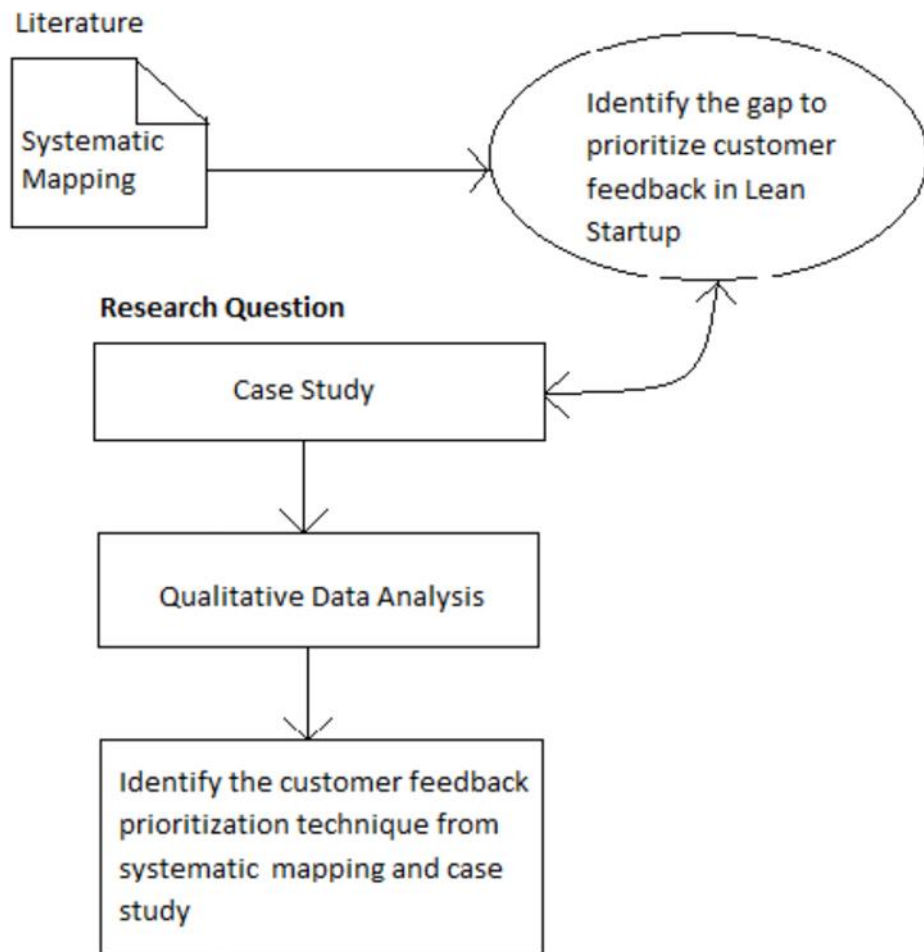 Literature
Systematic
Mapping
Identify the gap to
prioritize customer
feedback in Lean
Startup
Research Question
Case Study
Qualitative Data Analysis
Identify the customer feedback
prioritization technique from
systematic mapping and case
study